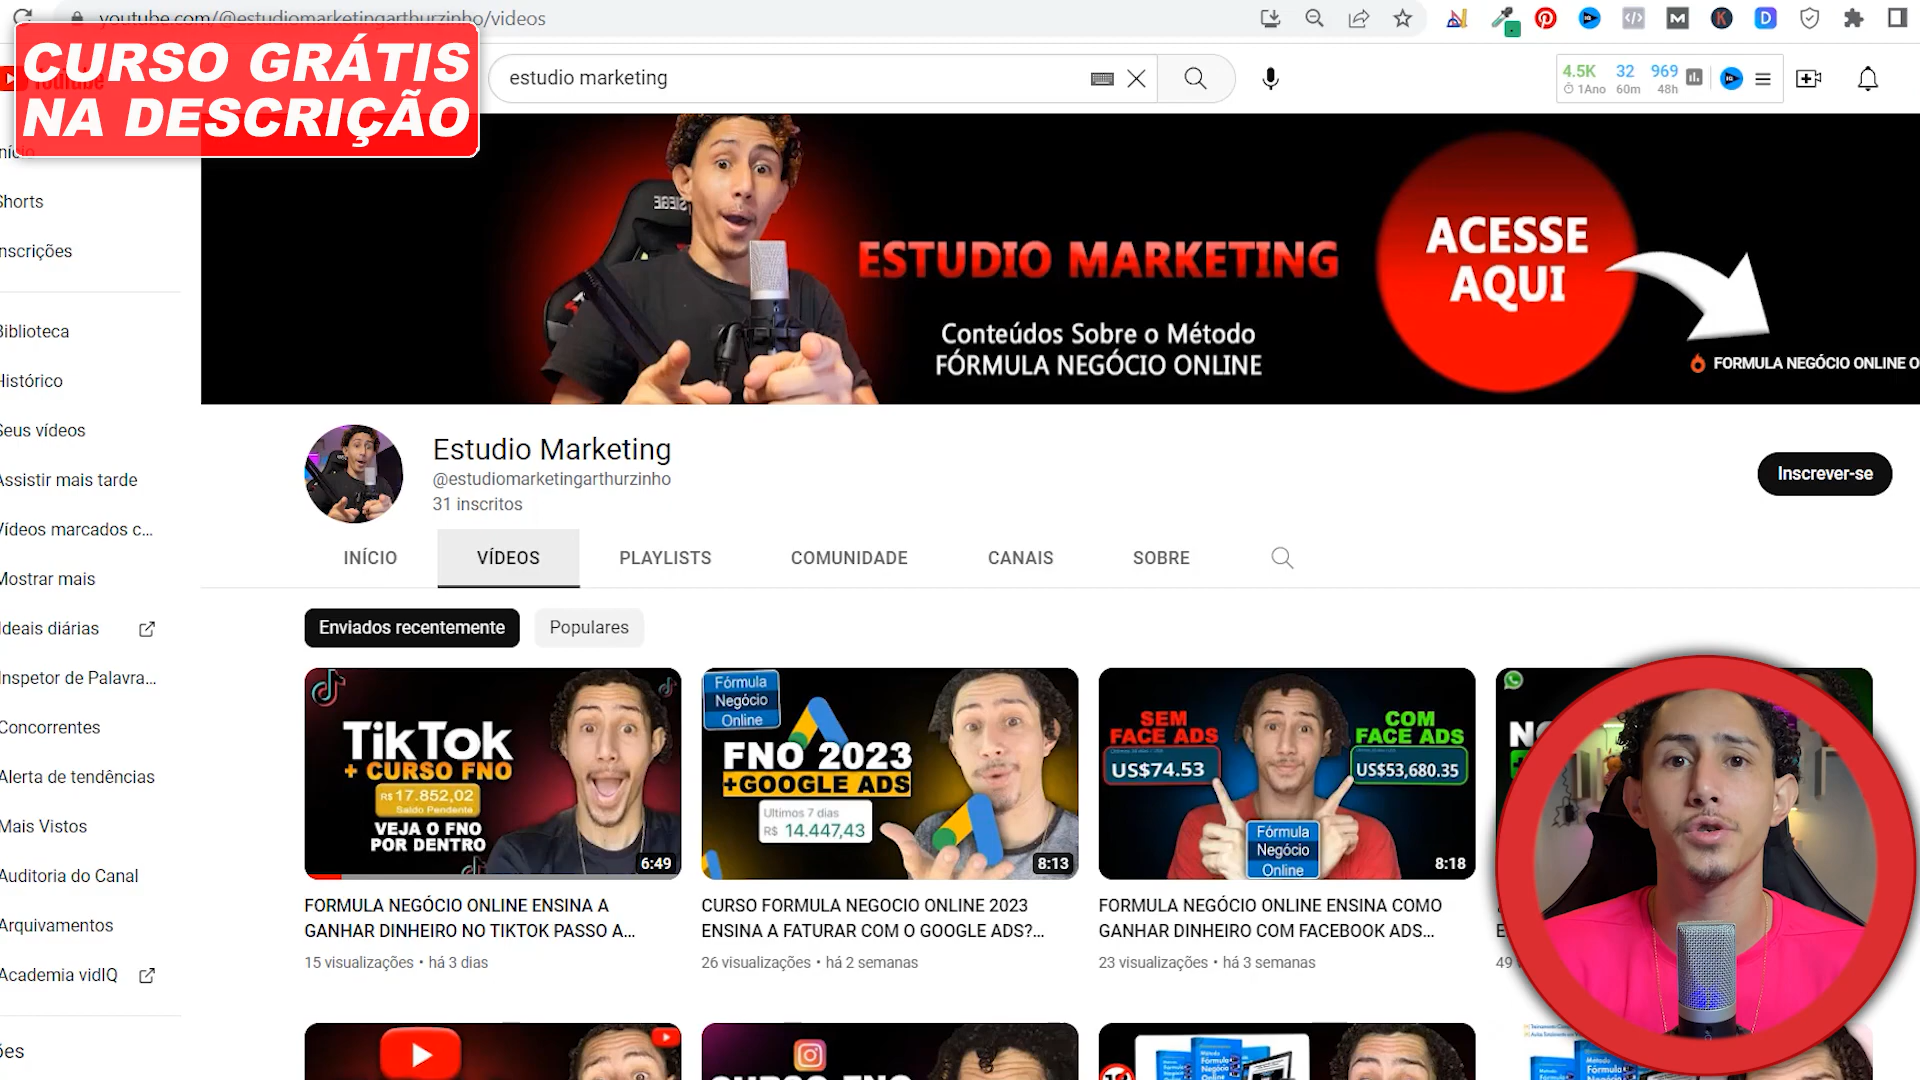 youtube.com/@estudiomarketingarthurzinho/videos
CURSO GRÁTIS
NA DESCRIÇÃO
estudio marketing
4.5K 32 969
1Ano 60m 48h
Início
Shorts
Inscrições
Biblioteca
Histórico
Seus vídeos
Assistir mais tarde
Vídeos marcados c...
Mostrar mais
Ideais diárias
Inspetor de Palavra...
Concorrentes
Alerta de tendências
Mais Vistos
Auditoria do Canal
Arquivamentos
Academia vidIQ
ões
ESTUDIO MARKETING
Conteúdos Sobre o Método
FÓRMULA NEGÓCIO ONLINE
ACESSE
AQUI
FORMULA NEGÓCIO ONLINE O
Estudio Marketing
@estudiomarketingarthurzinho
31 inscritos
Inscrever-se
INÍCIO VÍDEOS PLAYLISTS COMUNIDADE CANAIS SOBRE
Enviados recentemente Populares
TikTok
+ CURSO FNO
R$ 17.852,02
Saldo Pendente
VEJA O FNO
POR DENTRO
6:49
FORMULA NEGÓCIO ONLINE ENSINA A
GANHAR DINHEIRO NO TIKTOK PASSO A...
15 visualizações • há 3 dias
Fórmula
Negócio
Online
FNO 2023
+GOOGLE ADS
Últimos 7 dias
R$ 14.447,43
8:13
CURSO FORMULA NEGOCIO ONLINE 2023
ENSINA A FATURAR COM O GOOGLE ADS?...
26 visualizações • há 2 semanas
SEM
FACE ADS
US$74.53
COM
FACE ADS
US$53,680.35
Fórmula
Negócio
Online
8:18
FORMULA NEGÓCIO ONLINE ENSINA COMO
GANHAR DINHEIRO COM FACEBOOK ADS...
23 visualizações • há 3 semanas
NO
49